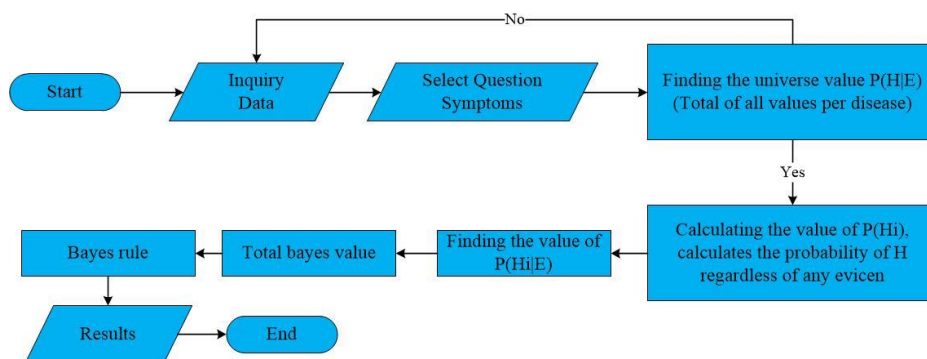 No
Start
Inquiry
Data
Select Question
Symptoms
Finding the universe value P(H|E)
(Total of all values per disease)
Yes
Calculating the value of P(Hi),
calculates the probability of H
regardless of any evicen
Finding the value of
P(Hi|E)
Total bayes value
Bayes rule
Results
End